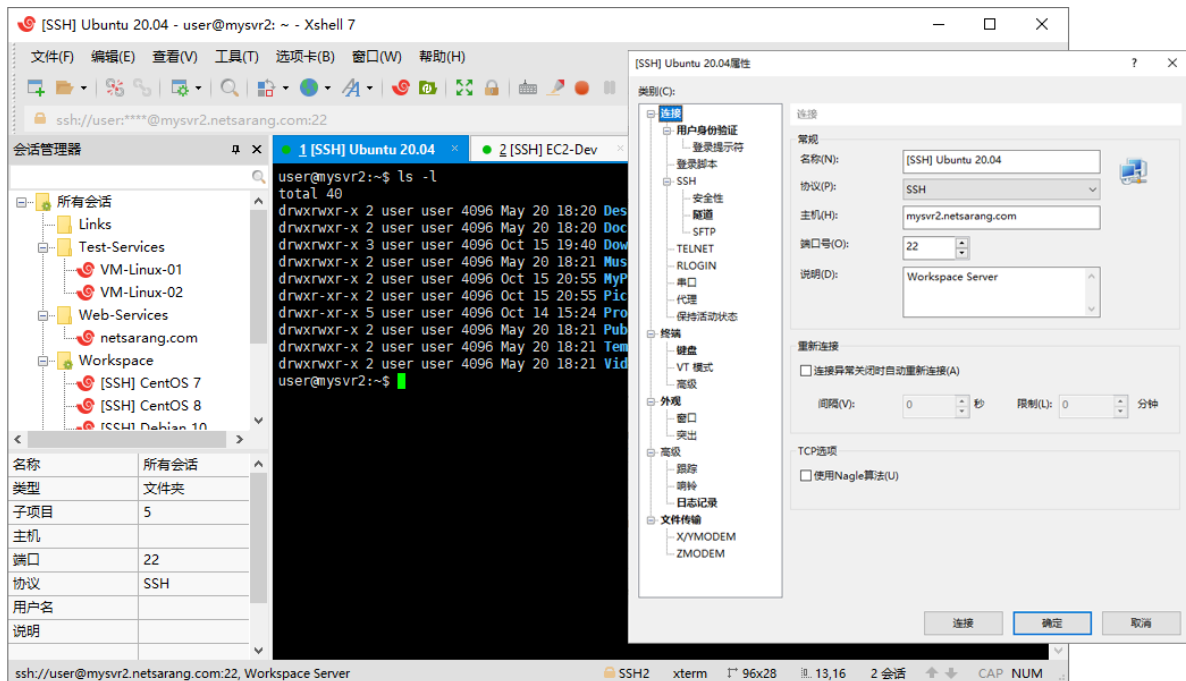 [SSH] Ubuntu 20.04 - user@mysvr2: ~ - Xshell 7
文件(F) 编辑(E) 查看(V) 工具(T) 选项卡(B) 窗口(W) 帮助(H)
ssh://user:****@mysvr2.netsarang.com:22
会话管理器
所有会话
Links
Test-Services
VM-Linux-01
VM-Linux-02
Web-Services
netsarang.com
Workspace
[SSH] CentOS 7
[SSH] CentOS 8
[SSH] Debian 10
名称 所有会话
类型 文件夹
子项目 5
主机
端口 22
协议 SSH
用户名
说明
1 [SSH] Ubuntu 20.04 × 2 [SSH] EC2-Dev ×
user@mysvr2:~$ ls -l
total 40
drwxrwxr-x 2 user user 4096 May 20 18:20 Des
drwxrwxr-x 2 user user 4096 May 20 18:20 Doc
drwxrwxr-x 3 user user 4096 Oct 15 19:40 Dow
drwxrwxr-x 2 user user 4096 May 20 18:21 Mus
drwxrwxr-x 2 user user 4096 Oct 15 20:55 MyP
drwxr-xr-x 2 user user 4096 Oct 15 20:55 Pic
drwxr-xr-x 5 user user 4096 Oct 14 15:24 Pro
drwxrwxr-x 2 user user 4096 May 20 18:21 Pub
drwxrwxr-x 2 user user 4096 May 20 18:21 Tem
drwxrwxr-x 2 user user 4096 May 20 18:21 Vid
user@mysvr2:~$
[SSH] Ubuntu 20.04属性 ? ×
类别(C):
连接
用户身份验证
登录提示符
登录脚本
SSH
安全性
隧道
SFTP
TELNET
RLOGIN
串口
代理
保持活动状态
终端
键盘
VT 模式
高级
外观
窗口
突出
高级
跟踪
响铃
日志记录
文件传输
X/YMODEM
ZMODEM
连接
常规
名称(N): [SSH] Ubuntu 20.04
协议(P): SSH
主机(H): mysvr2.netsarang.com
端口号(O): 22
说明(D): Workspace Server
重新连接
连接异常关闭时自动重新连接(A)
间隔(V): 0 秒 限制(L): 0 分钟
TCP选项
使用Nagle算法(U)
连接 确定 取消
ssh://user@mysvr2.netsarang.com:22, Workspace Server SSH2 xterm 96x28 13,16 2 会话 CAP NUM